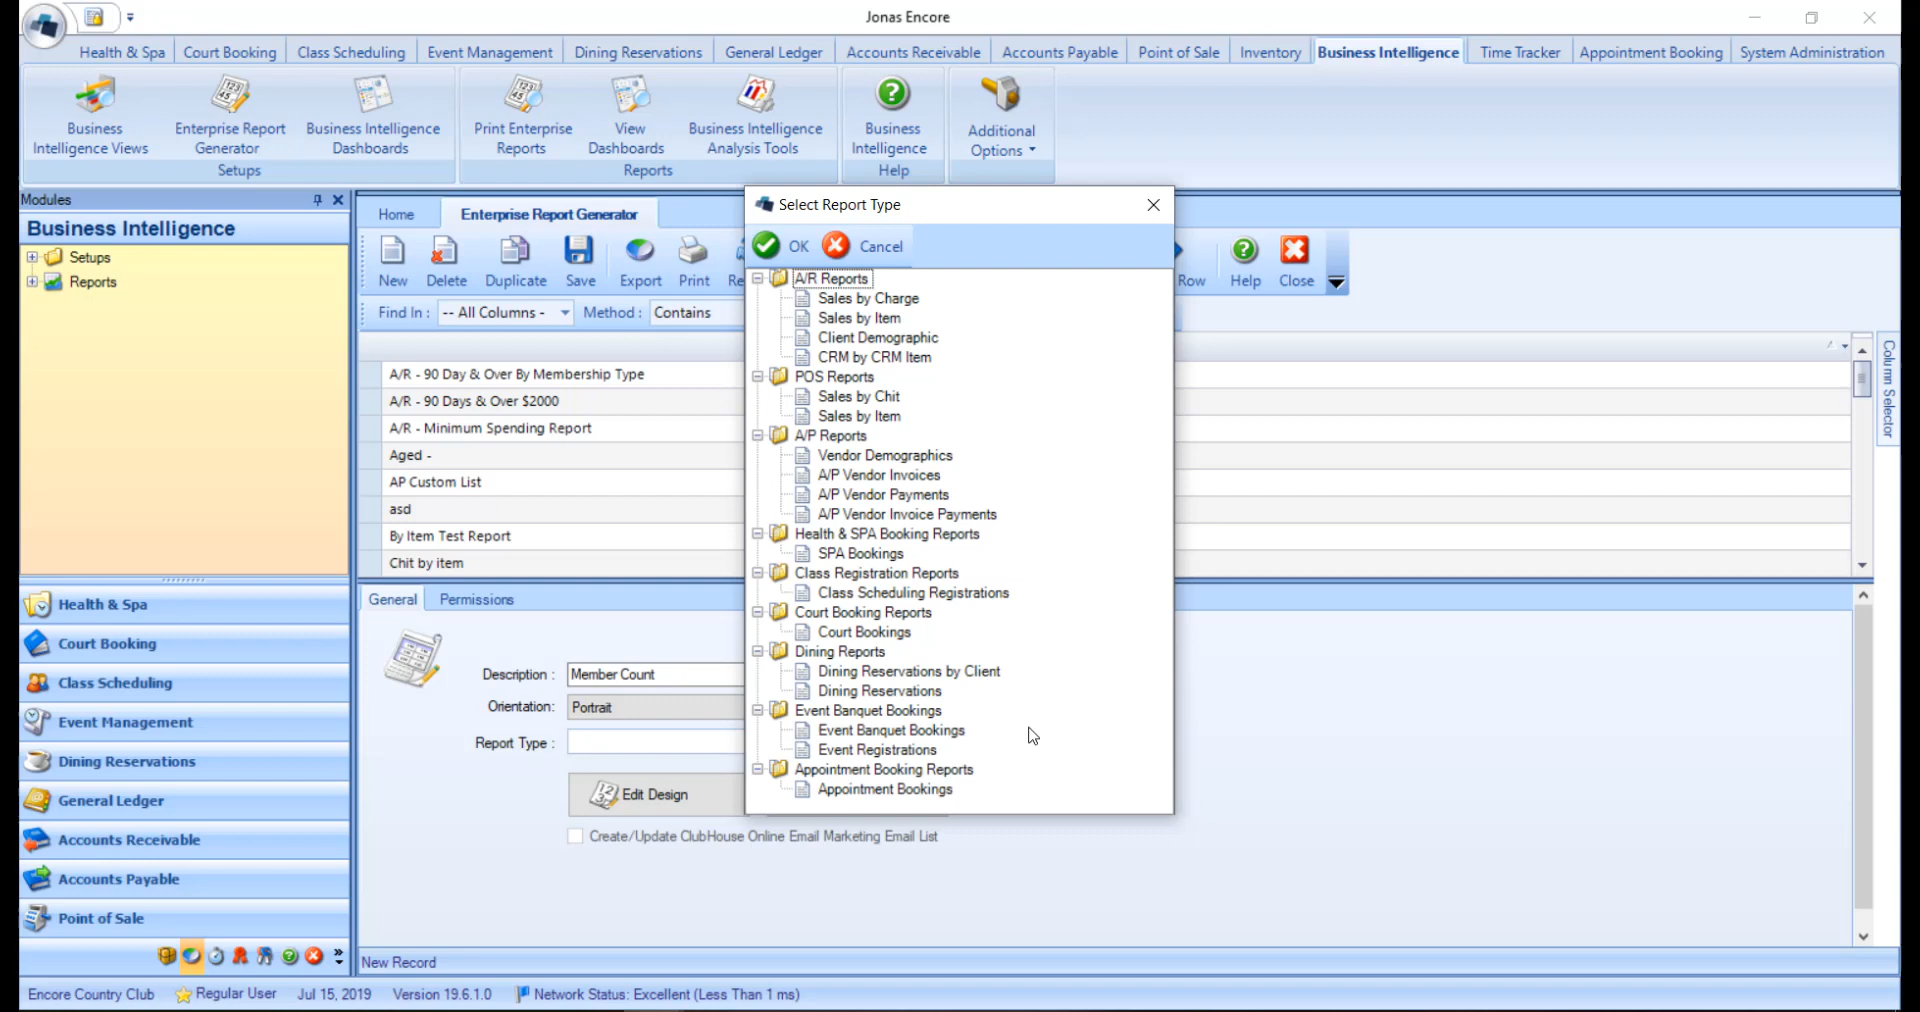 Jonas Encore
Health & Spa
Court Booking
Class Scheduling
Event Management
Dining Reservations
General Ledger
Accounts Receivable
Accounts Payable
Point of Sale
Inventory
Business Intelligence
Time Tracker
Appointment Booking
System Administration
Business
Intelligence Views
Enterprise Report
Generator
Business Intelligence
Dashboards
Setups
Print Enterprise
Reports
View
Dashboards
Business Intelligence
Analysis Tools
Reports
Business
Intelligence
Help
Additional
Options
Modules
Business Intelligence
Setups
Reports
Health & Spa
Court Booking
Class Scheduling
Event Management
Dining Reservations
General Ledger
Accounts Receivable
Accounts Payable
Point of Sale
Home
Enterprise Report Generator
New
Delete
Duplicate
Save
Export
Print
Row
Help
Close
Find In :
-- All Columns -
Method :
Contains
A/R - 90 Day & Over By Membership Type
A/R - 90 Days & Over $2000
A/R - Minimum Spending Report
Aged -
AP Custom List
asd
By Item Test Report
Chit by item
Column Selector
General
Permissions
Description :
Member Count
Orientation:
Portrait
Report Type :
Edit Design
Create/Update ClubHouse Online Email Marketing Email List
New Record
Select Report Type
OK
Cancel
A/R Reports
Sales by Charge
Sales by Item
Client Demographic
CRM by CRM Item
POS Reports
Sales by Chit
Sales by Item
A/P Reports
Vendor Demographics
A/P Vendor Invoices
A/P Vendor Payments
A/P Vendor Invoice Payments
Health & SPA Booking Reports
SPA Bookings
Class Registration Reports
Class Scheduling Registrations
Court Booking Reports
Court Bookings
Dining Reports
Dining Reservations by Client
Dining Reservations
Event Banquet Bookings
Event Banquet Bookings
Event Registrations
Appointment Booking Reports
Appointment Bookings
Encore Country Club
Regular User
Jul 15, 2019
Version 19.6.1.0
Network Status: Excellent (Less Than 1 ms)